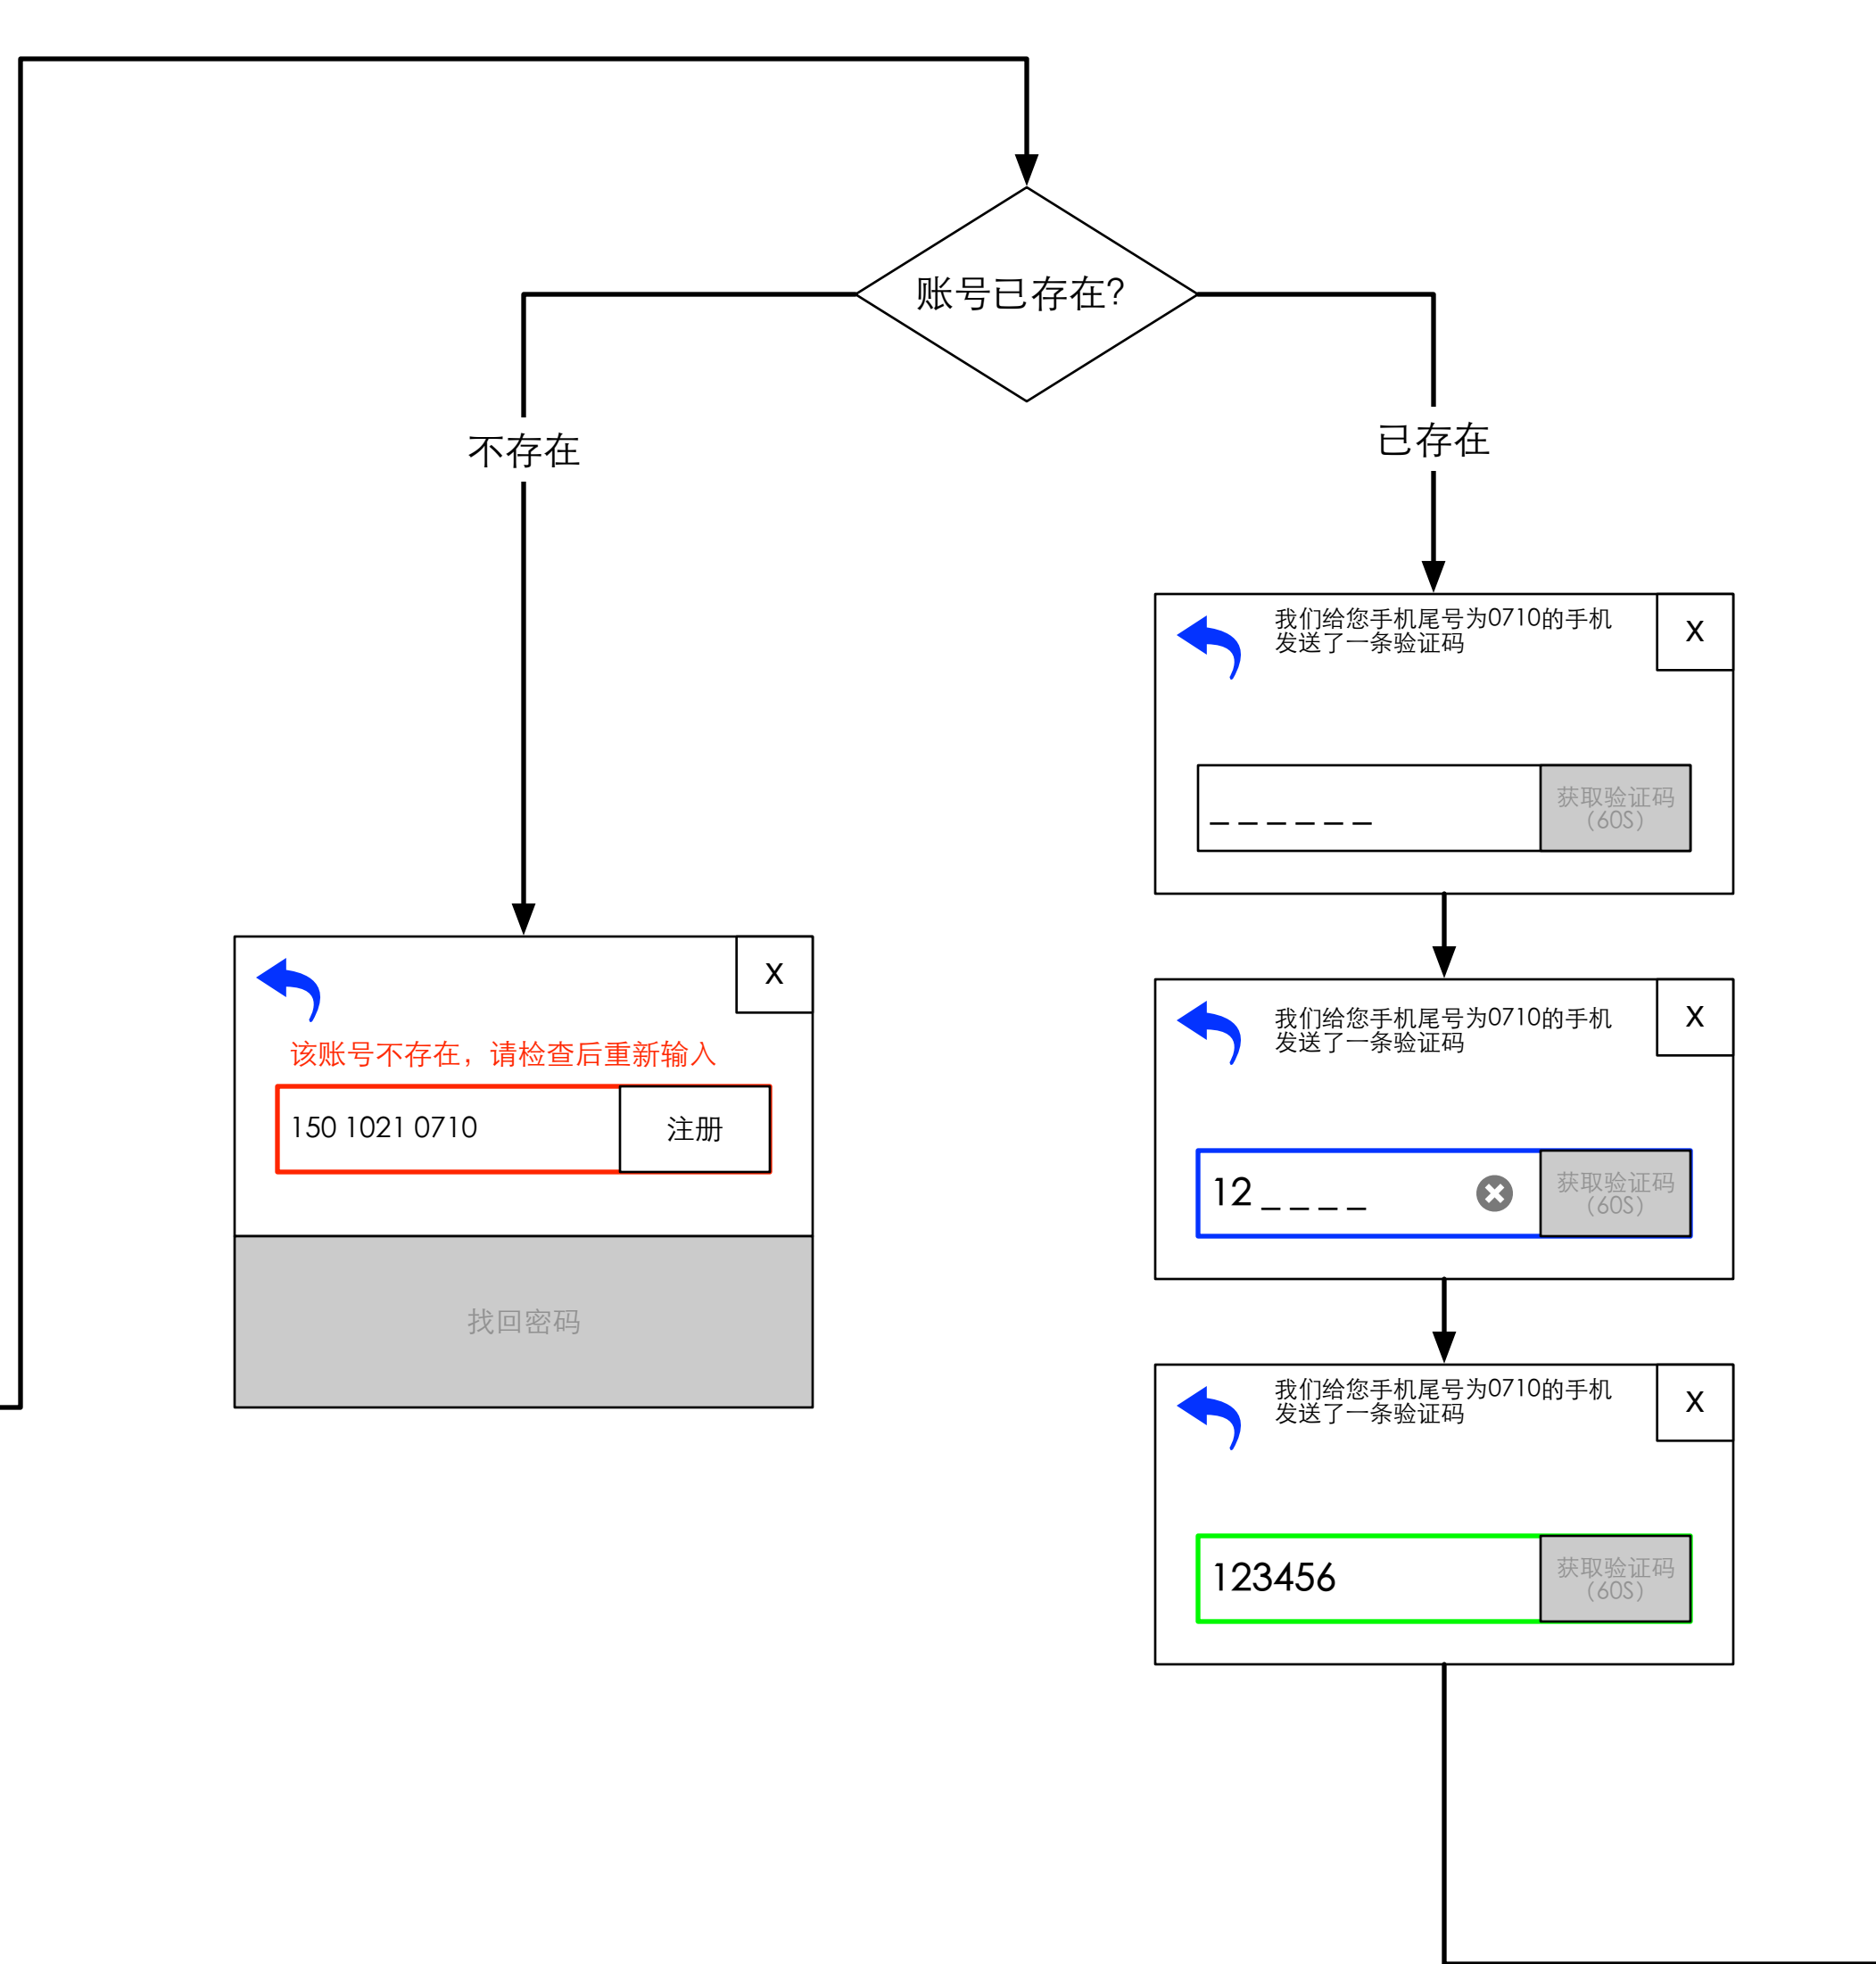 账号已存在?
不存在
已存在
我们给您手机尾号为0710的手机
发送了一条验证码
X
_ _ _ _ _ _
获取验证码
(60S)
X
该账号不存在，请检查后重新输入
150 1021 0710
注册
找回密码
我们给您手机尾号为0710的手机
发送了一条验证码
X
12 _ _ _ _
获取验证码
(60S)
我们给您手机尾号为0710的手机
发送了一条验证码
X
123456
获取验证码
(60S)